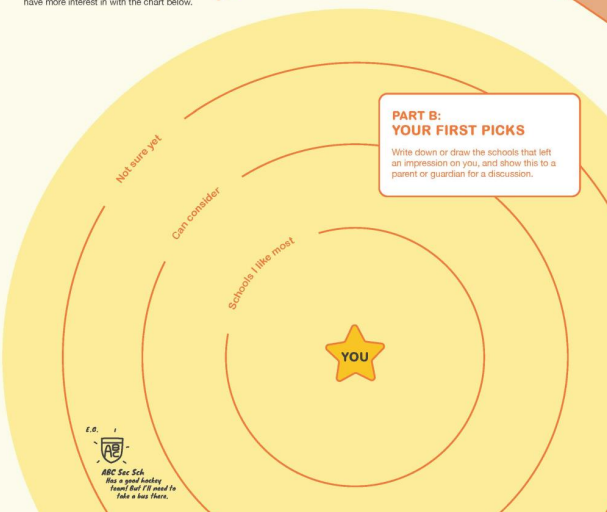 have more interest in with the chart below.
PART B:
YOUR FIRST PICKS
Write down or draw the schools that left
an impression on you, and show this to a
parent or guardian for a discussion.
Not sure yet
Can consider
Schools I like most
YOU
E.G.
ABC
ABC Sec Sch
Has a good hockey
team! But I'll need to
take a bus there.